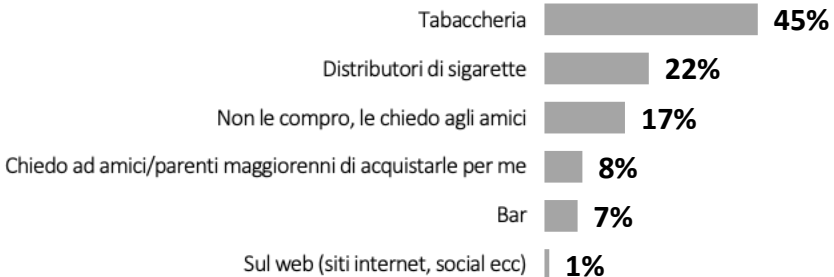 Tabaccheria 45%
Distributori di sigarette 22%
Non le compro, le chiedo agli amici 17%
Chiedo ad amici/parenti maggiorenni di acquistarle per me 8%
Bar 7%
Sul web (siti internet, social ecc) 1%